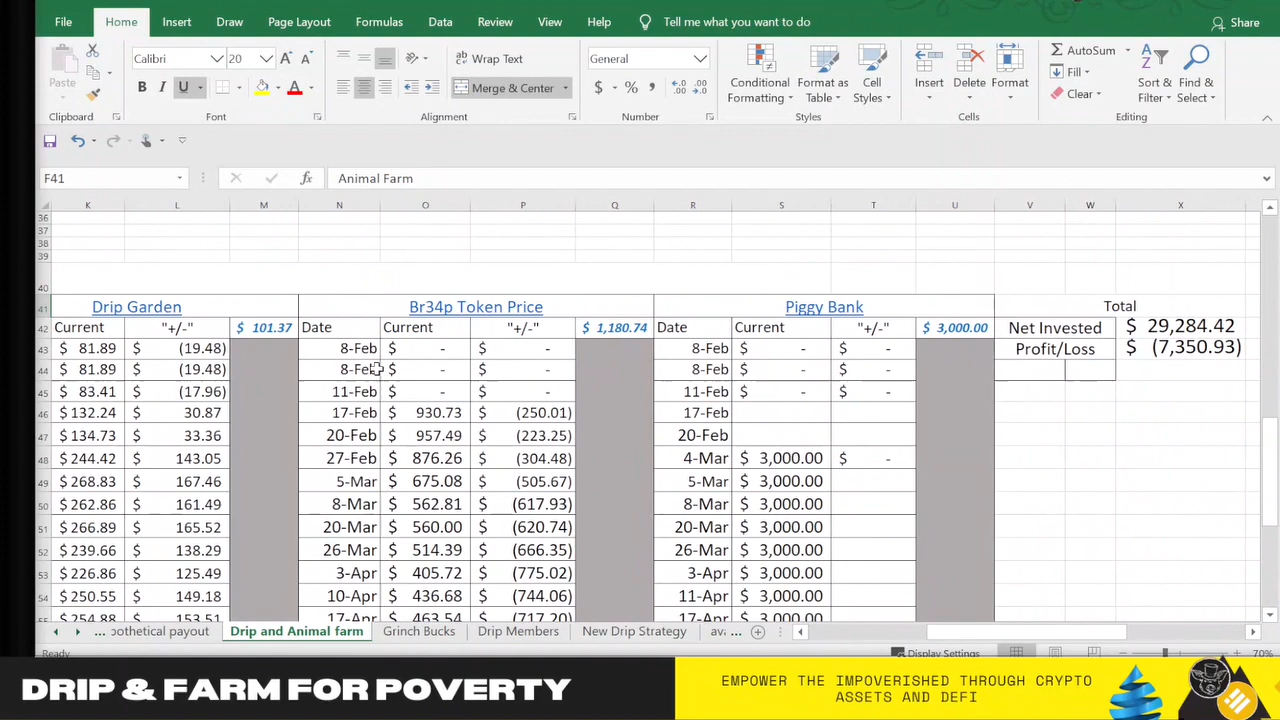 File Home Insert Draw Page Layout Formulas Data Review View Help Tell me what you want to do Share
Calibri 20 Wrap Text General AutoSum
Paste Merge & Center Conditional Formatting Format as Table Cell Styles Insert Delete Format Fill Clear Sort & Filter Find & Select
Clipboard Font Alignment Number Styles Cells Editing
F41 fx Animal Farm
K L M N O P Q R S T U V W X
36
37
38
39
40
41 Drip Garden Br34p Token Price Piggy Bank Total
42 Current "+/-" $ 101.37 Date Current "+/-" $ 1,180.74 Date Current "+/-" $ 3,000.00 Net Invested $ 29,284.42
43 $ 81.89 $ (19.48) 8-Feb $ - $ - 8-Feb $ - $ - Profit/Loss $ (7,350.93)
44 $ 81.89 $ (19.48) 8-Feb $ - $ - 8-Feb $ - $ -
45 $ 83.41 $ (17.96) 11-Feb $ - $ - 11-Feb $ - $ -
46 $ 132.24 $ 30.87 17-Feb $ 930.73 $ (250.01) 17-Feb
47 $ 134.73 $ 33.36 20-Feb $ 957.49 $ (223.25) 20-Feb
48 $ 244.42 $ 143.05 27-Feb $ 876.26 $ (304.48) 4-Mar $ 3,000.00 $ -
49 $ 268.83 $ 167.46 5-Mar $ 675.08 $ (505.67) 5-Mar $ 3,000.00
50 $ 262.86 $ 161.49 8-Mar $ 562.81 $ (617.93) 8-Mar $ 3,000.00
51 $ 266.89 $ 165.52 20-Mar $ 560.00 $ (620.74) 20-Mar $ 3,000.00
52 $ 239.66 $ 138.29 26-Mar $ 514.39 $ (666.35) 26-Mar $ 3,000.00
53 $ 226.86 $ 125.49 3-Apr $ 405.72 $ (775.02) 3-Apr $ 3,000.00
54 $ 250.55 $ 149.18 10-Apr $ 436.68 $ (744.06) 11-Apr $ 3,000.00
55 $ 254.88 $ 153.51 17-Apr $ 463.54 $ (717.20) 17-Apr $ 3,000.00
... pothetical payout Drip and Animal farm Grinch Bucks Drip Members New Drip Strategy ava ...
Ready Display Settings 70%
DRIP & FARM FOR POVERTY
EMPOWER THE IMPOVERISHED THROUGH CRYPTO
ASSETS AND DEFI